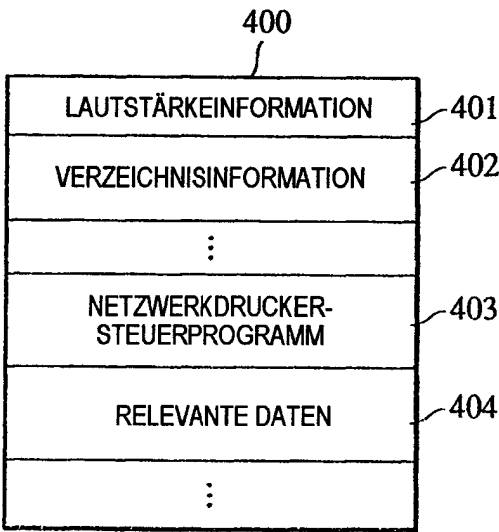 400
LAUTSTÄRKEINFORMATION
401
VERZEICHNISINFORMATION
402
⋮
NETZWERKDRUCKER-
STEUERPROGRAMM
403
RELEVANTE DATEN
404
⋮